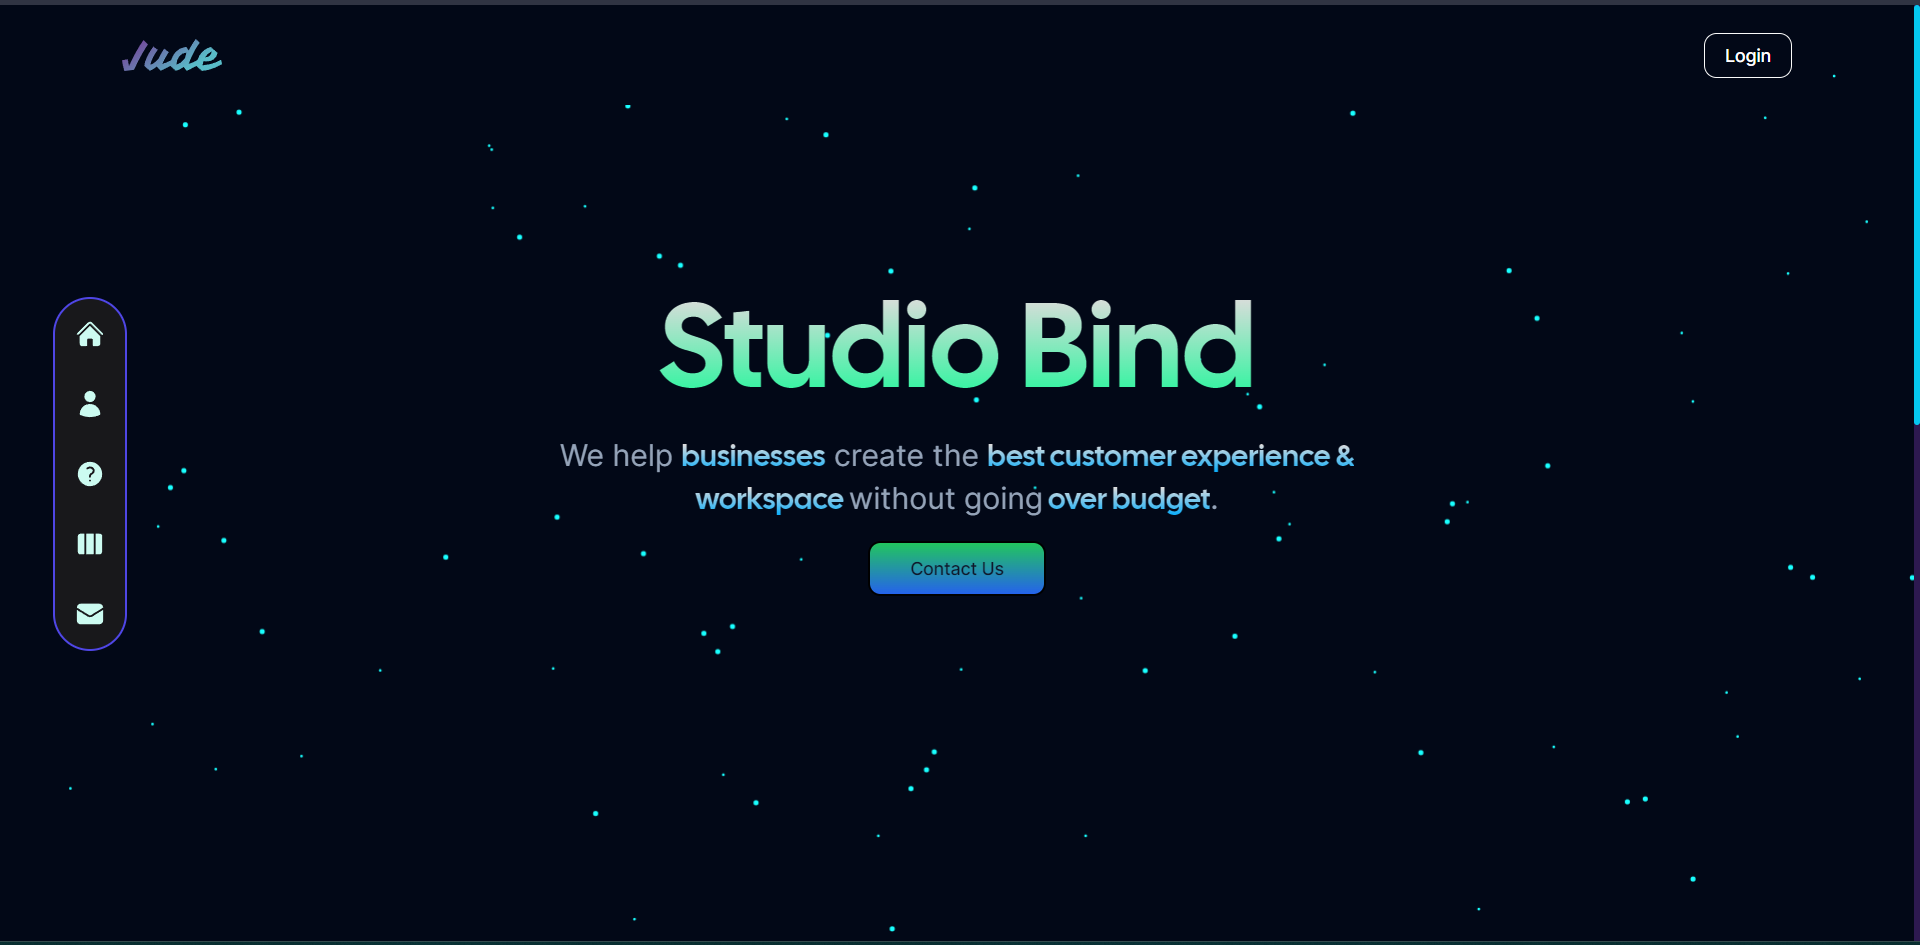 Jude
Login
Studio Bind
We help businesses create the best customer experience &
workspace without going over budget.
Contact Us